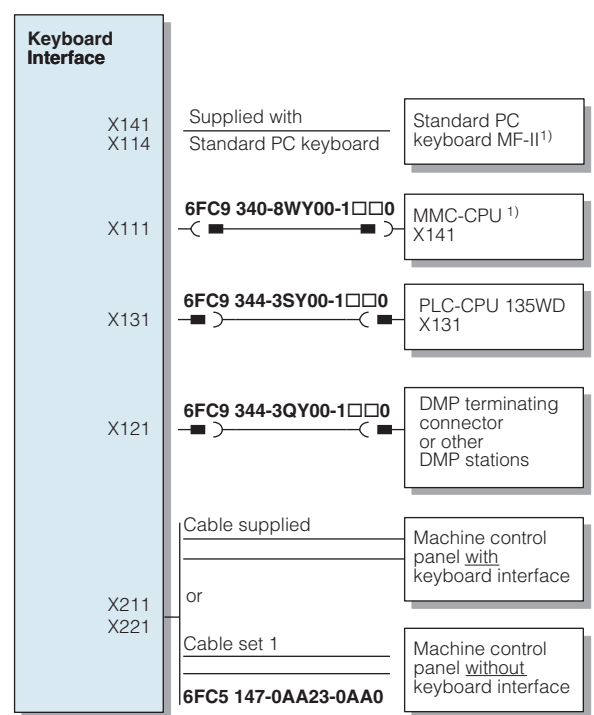 Keyboard
Interface
X141
X114
Supplied with
Standard PC keyboard
Standard PC
keyboard MF-II1)
X111
6FC9 340-8WY00-1□□0
MMC-CPU 1)
X141
X131
6FC9 344-3SY00-1□□0
PLC-CPU 135WD
X131
X121
6FC9 344-3QY00-1□□0
DMP terminating
connector
or other
DMP stations
Cable supplied
Machine control
panel with
keyboard interface
X211
X221
or
Cable set 1
6FC5 147-0AA23-0AA0
Machine control
panel without
keyboard interface